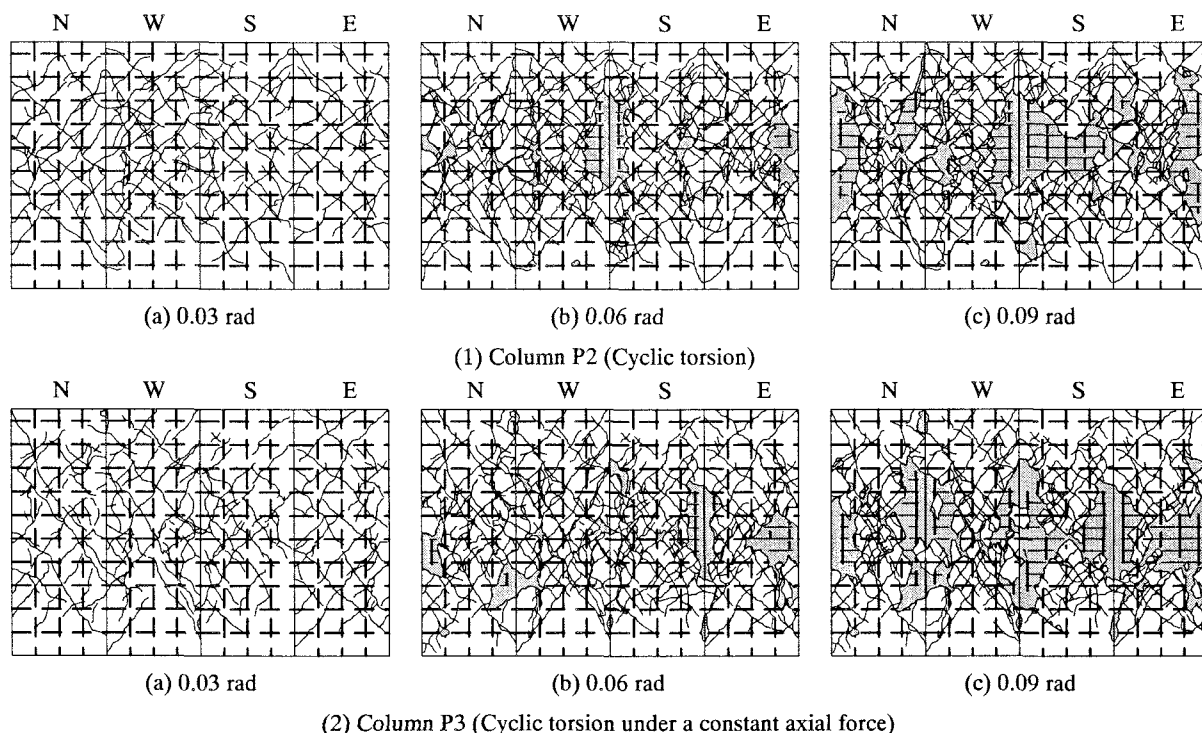 N W S E N W S E N W S E
(a) 0.03 rad (b) 0.06 rad (c) 0.09 rad
(1) Column P2 (Cyclic torsion)
N W S E N W S E N W S E
(a) 0.03 rad (b) 0.06 rad (c) 0.09 rad
(2) Column P3 (Cyclic torsion under a constant axial force)